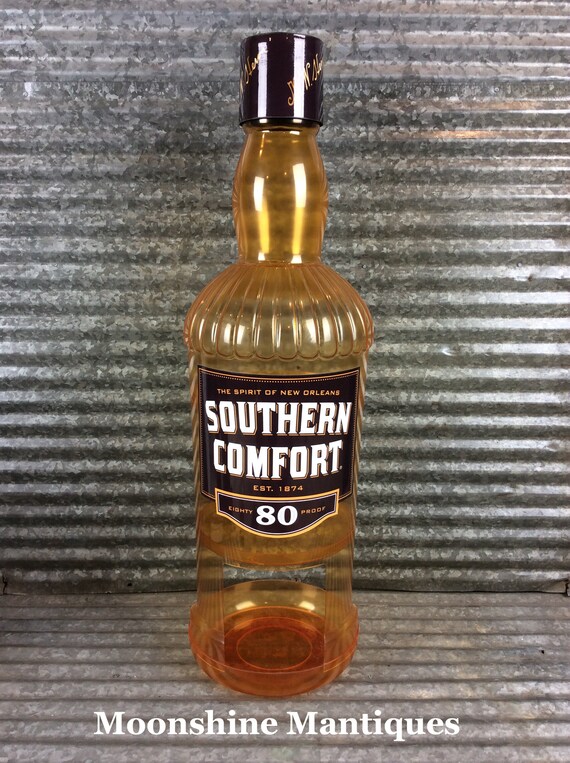 THE SPIRIT OF NEW ORLEANS
SOUTHERN
COMFORT
EST. 1874
EIGHTY 80 PROOF
Moonshine Mantiques